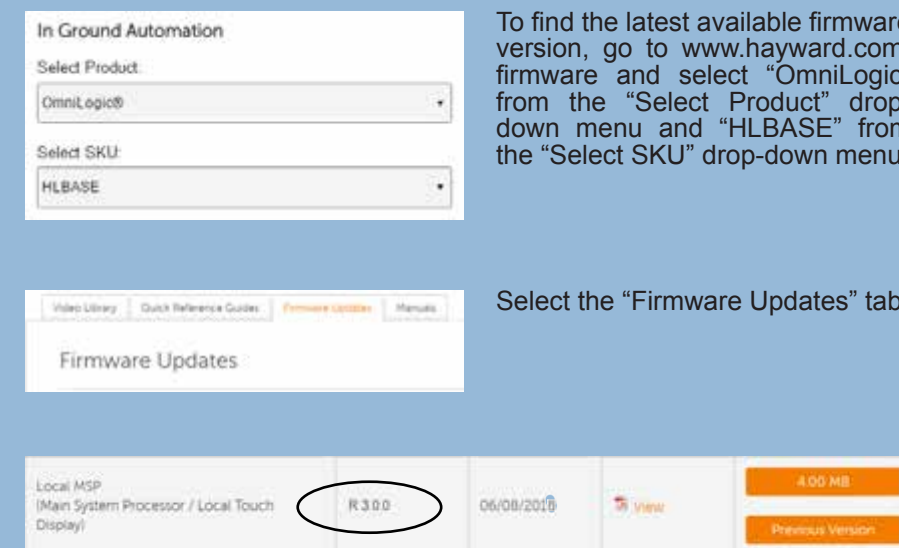 In Ground Automation
Select Product:
OmniLogic®
Select SKU:
HLBASE
To find the latest available firmware
version, go to www.hayward.com
firmware and select “OmniLogic
from the “Select Product” drop-
down menu and “HLBASE” from
the “Select SKU” drop-down menu
Video Library Quick Reference Guides Firmware Updates Manuals
Firmware Updates
Select the “Firmware Updates” tab
Local MSP
(Main System Processor / Local Touch
Display)
R 3.0.0
06/08/2016
View
4.00 MB
Previous Version